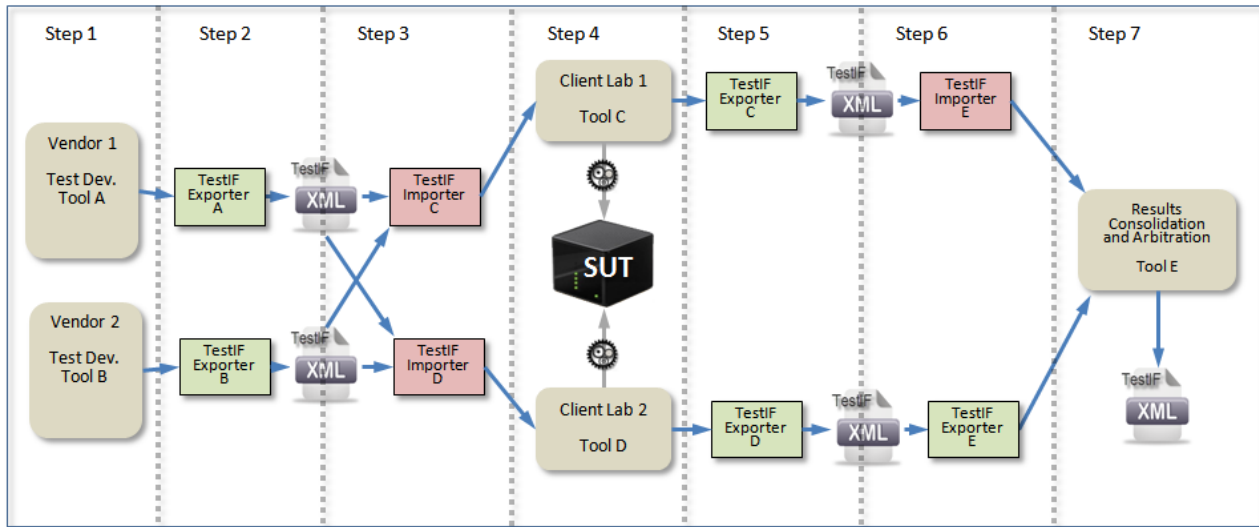 Step 1
Step 2
Step 3
Step 4
Step 5
Step 6
Step 7
Vendor 1
Test Dev.
Tool A
Vendor 2
Test Dev.
Tool B
TestIF
Exporter
A
TestIF
Exporter
B
TestIF
XML
TestIF
XML
TestIF
Importer
C
TestIF
Importer
D
Client Lab 1
Tool C
SUT
Client Lab 2
Tool D
TestIF
Exporter
C
TestIF
Exporter
D
TestIF
XML
TestIF
XML
TestIF
Importer
E
TestIF
Exporter
E
Results
Consolidation
and Arbitration
Tool E
TestIF
XML